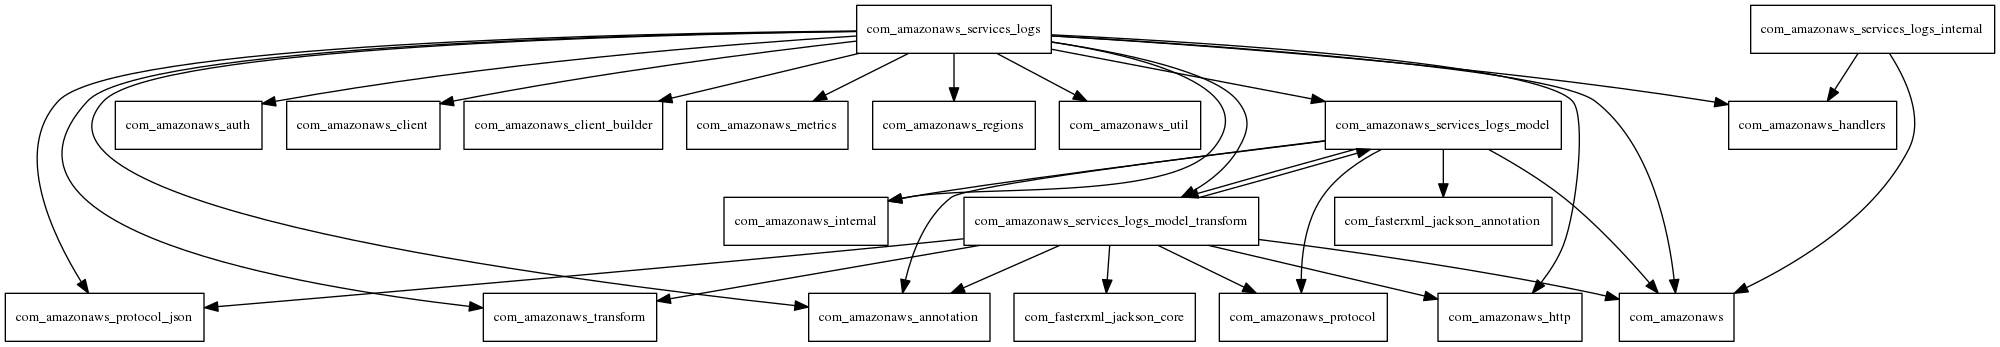 com_amazonaws_services_logs
com_amazonaws_services_logs_internal
com_amazonaws_auth
com_amazonaws_client
com_amazonaws_client_builder
com_amazonaws_metrics
com_amazonaws_regions
com_amazonaws_util
com_amazonaws_services_logs_model
com_amazonaws_handlers
com_amazonaws_internal
com_amazonaws_services_logs_model_transform
com_fasterxml_jackson_annotation
com_amazonaws_protocol_json
com_amazonaws_transform
com_amazonaws_annotation
com_fasterxml_jackson_core
com_amazonaws_protocol
com_amazonaws_http
com_amazonaws